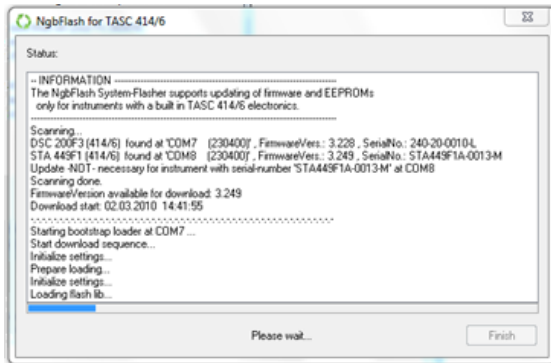 NgbFlash for TASC 414/6
Status:
-- INFORMATION ------------------------------------------------------------
The NgbFlash System-Flasher supports updating of firmware and EEPROMs
only for instruments with a built in TASC 414/6 electronics.
------------------------------------------------------------
Scanning...
DSC 200F3 (414/6) found at 'COM7 (230400)' , FirmwareVers.: 3.228 , SerialNo.: 240-20-0010-L
STA 449F1 (414/6) found at 'COM8 (230400)' , FirmwareVers.: 3.249 , SerialNo.: STA449F1A-0013-M
Update -NOT- necessary for instrument with serial-number 'STA449F1A-0013-M' at COM8
Scanning done.
FirmwareVersion available for download: 3.249
Download start: 02.03.2010 14:41:55
-.-.-.-.-.-.-.-.-.-.-.-.-.-.-.-.-.-.-.-.-.-.-.-.-.-.-.-.-.-.-
Starting bootstrap loader at COM7 ...
Start download sequence...
Initialize settings...
Prepare loading...
Initialize settings...
Loading flash lib...
Please wait...
Finish